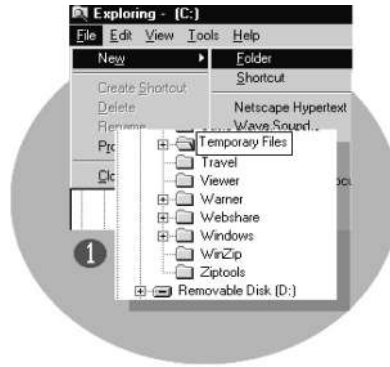 Exploring - (C:)
File Edit View Tools Help
New
Folder
Create Shortcut
Shortcut
Delete
Netscape Hypertext
Rename
Wave Sound
Temporary Files
Travel
Viewer
Warner
Webshare
Windows
WinZip
Ziptools
Removable Disk (D:)
1